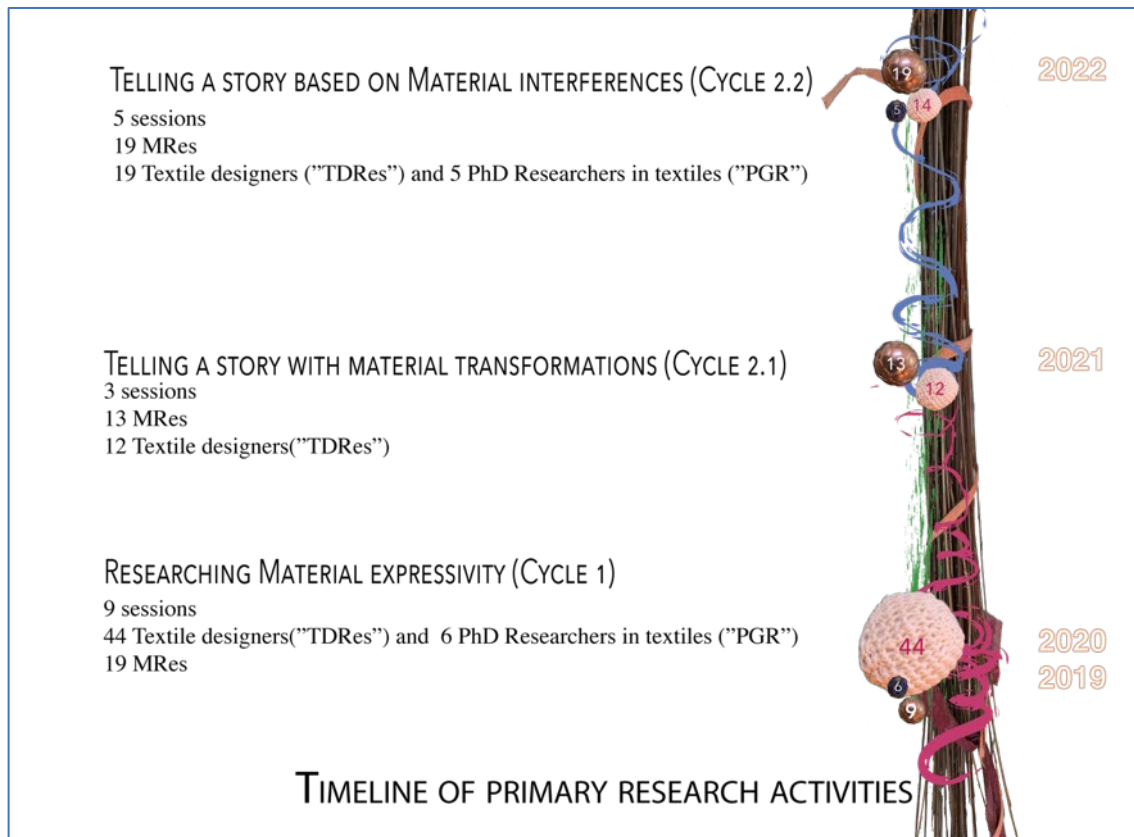 TELLING A STORY BASED ON MATERIAL INTERFERENCES (CYCLE 2.2)
5 sessions
19 MRes
19 Textile designers ("TDRes") and 5 PhD Researchers in textiles ("PGR")
19
5
14
2022
TELLING A STORY WITH MATERIAL TRANSFORMATIONS (CYCLE 2.1)
3 sessions
13 MRes
12 Textile designers("TDRes")
13
12
2021
RESEARCHING MATERIAL EXPRESSIVITY (CYCLE 1)
9 sessions
44 Textile designers("TDRes") and 6 PhD Researchers in textiles ("PGR")
19 MRes
44
6
9
2020
2019
TIMELINE OF PRIMARY RESEARCH ACTIVITIES